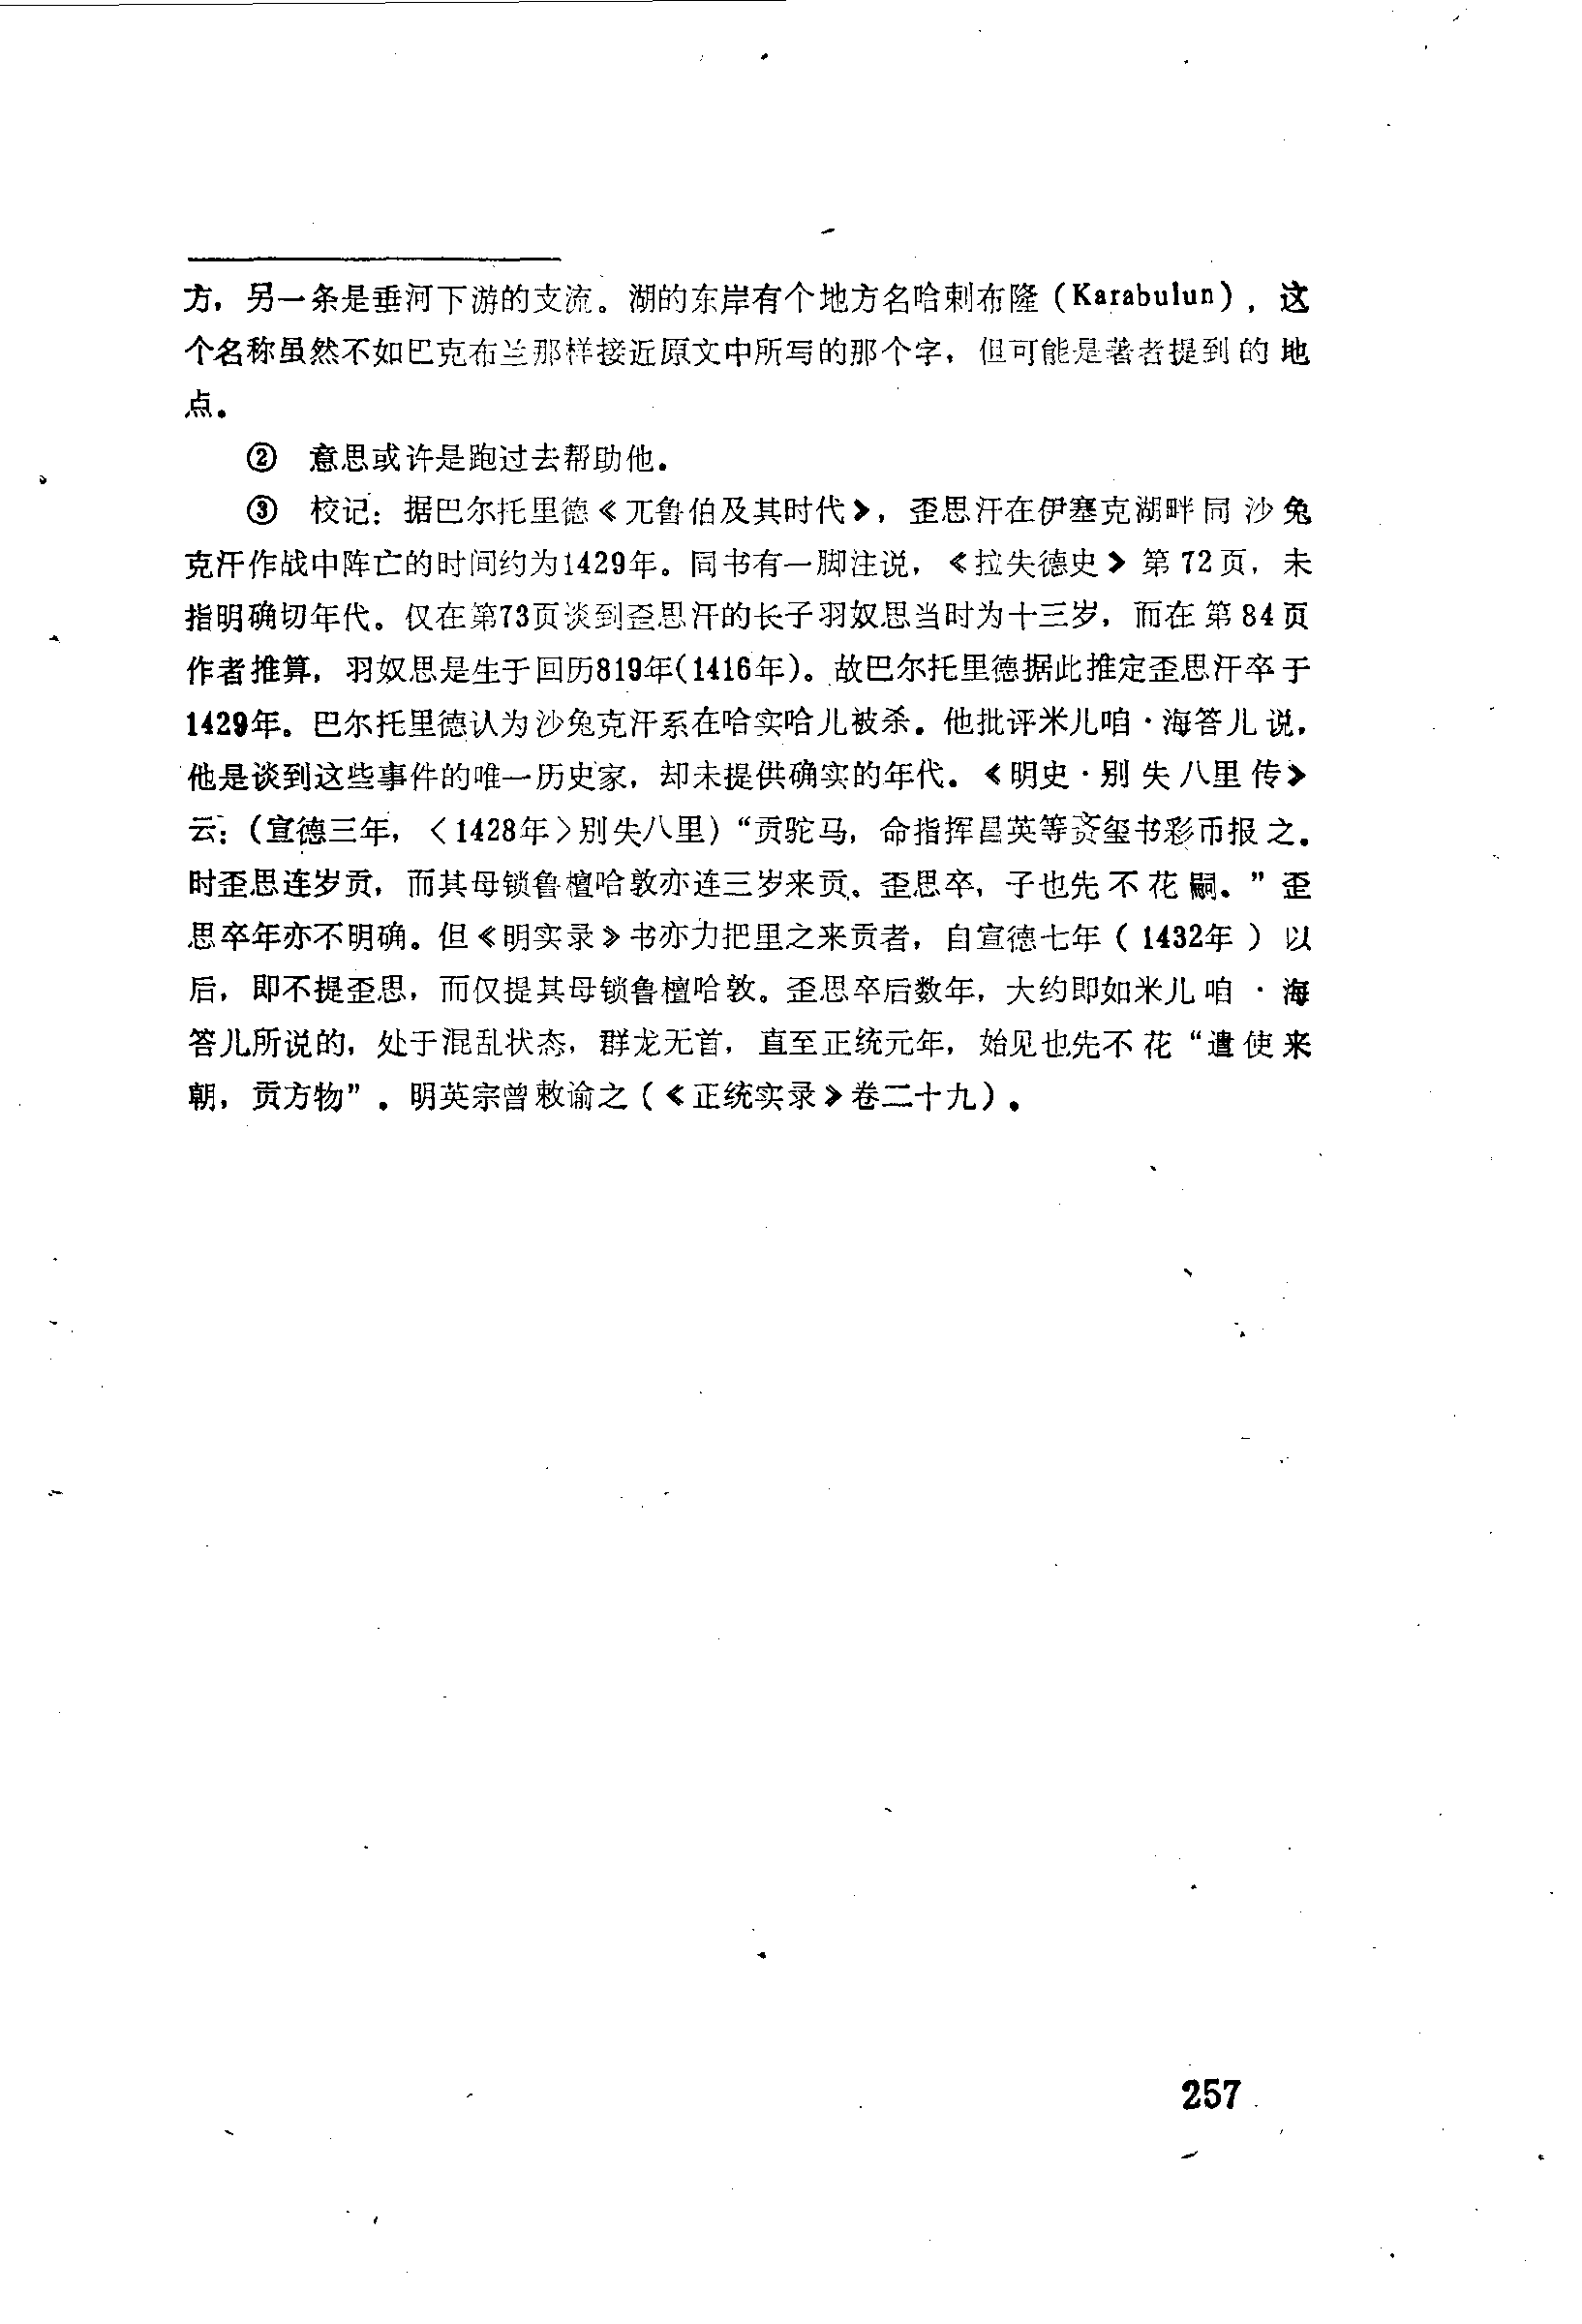 方，另一条是垂河下游的支流。湖的东岸有个地方名哈剌布隆（Karabulun），这
个名称虽然不如巴克布兰那样接近原文中所写的那个字，但可能是著者提到的地
点。
② 意思或许是跑过去帮助他。
③ 校记：据巴尔托里德《兀鲁伯及其时代》，歪思汗在伊塞克湖畔同沙兔
克汗作战中阵亡的时间约为1429年。同书有一脚注说，《拉失德史》第72页，未
指明确切年代。仅在第73页谈到歪思汗的长子羽奴思当时为十三岁，而在第84页
作者推算，羽奴思是生于回历819年（1416年）。故巴尔托里德据此推定歪思汗卒于
1429年。巴尔托里德认为沙兔克汗系在哈实哈儿被杀。他批评米儿咱·海答儿说，
他是谈到这些事件的唯一历史家，却未提供确实的年代。《明史·别失八里传》
云：（宣德三年，〈1428年〉别失八里）“贡驼马，命指挥昌英等赍玺书彩币报之。
时歪思连岁贡，而其母锁鲁檀哈敦亦连三岁来贡。歪思卒，子也先不花嗣。”歪
思卒年亦不明确。但《明实录》书亦力把里之来贡者，自宣德七年（1432年）以
后，即不提歪思，而仅提其母锁鲁檀哈敦。歪思卒后数年，大约即如米儿咱·海
答儿所说的，处于混乱状态，群龙无首，直至正统元年，始见也先不花“遣使来
朝，贡方物”。明英宗曾敕谕之（《正统实录》卷二十九）。
257